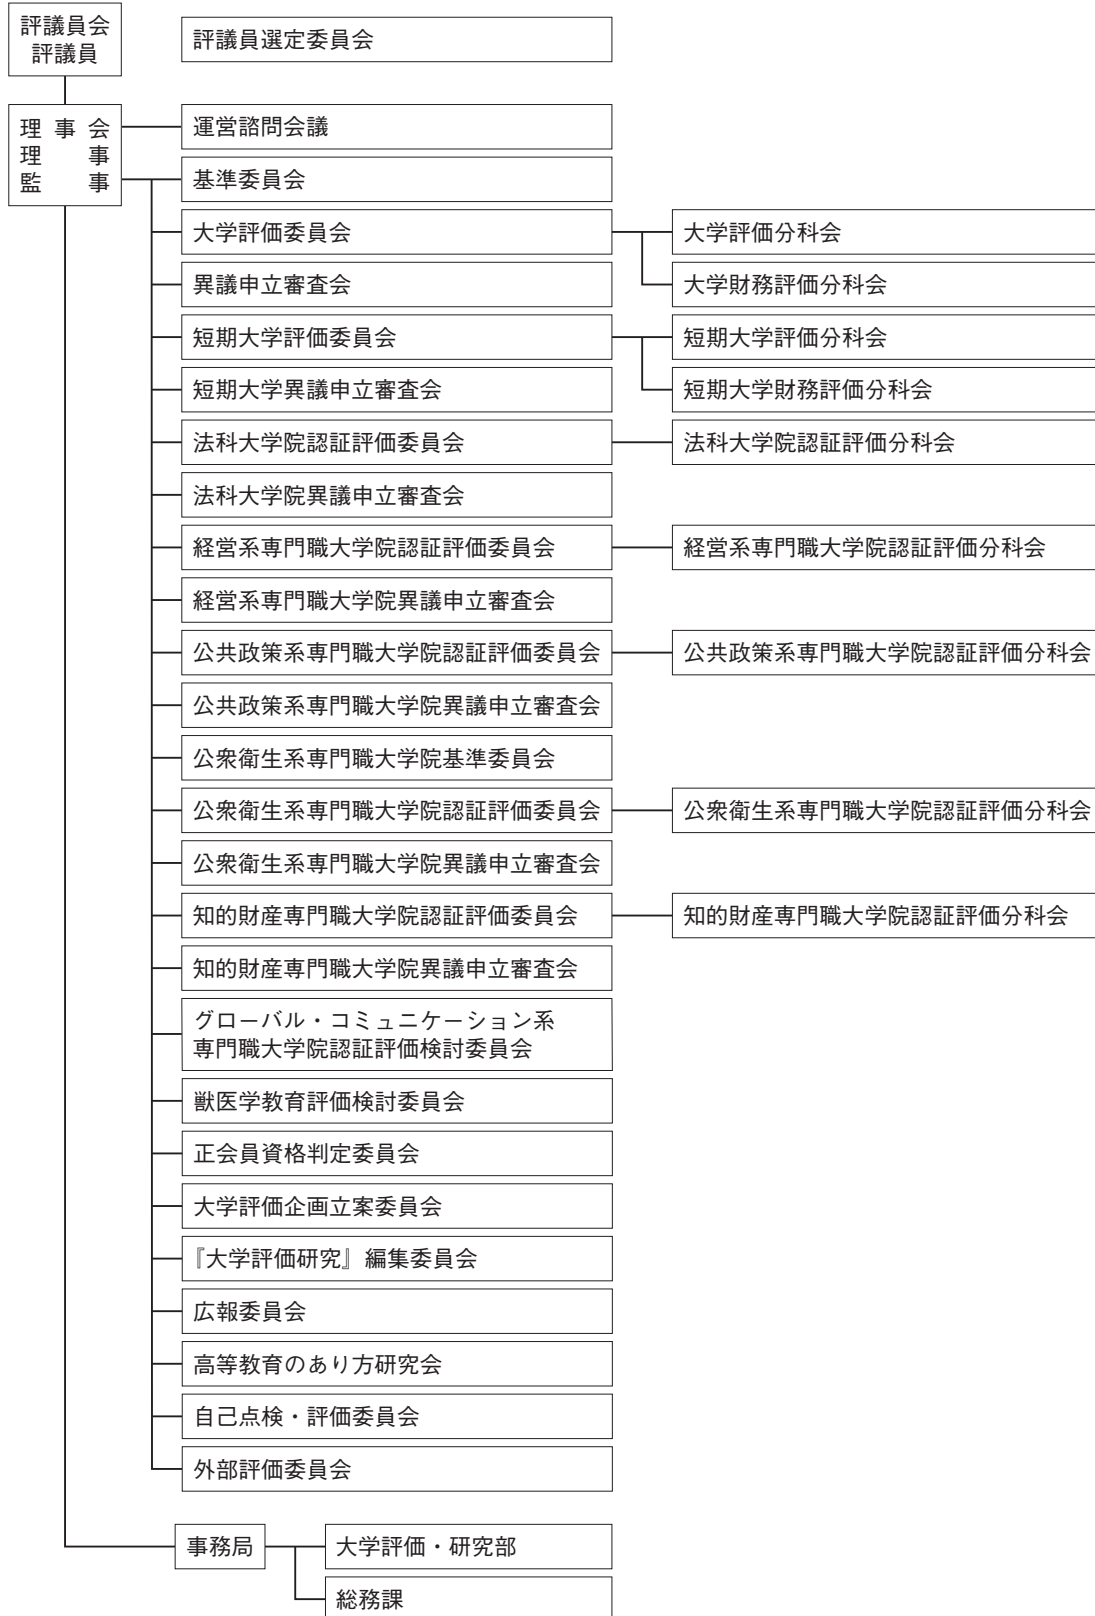 評議員会
評議員
評議員選定委員会
理事会
理事
監事
運営諮問会議
基準委員会
大学評価委員会
大学評価分科会
異議申立審査会
大学財務評価分科会
短期大学評価委員会
短期大学評価分科会
短期大学異議申立審査会
短期大学財務評価分科会
法科大学院認証評価委員会
法科大学院認証評価分科会
法科大学院異議申立審査会
経営系専門職大学院認証評価委員会
経営系専門職大学院認証評価分科会
経営系専門職大学院異議申立審査会
公共政策系専門職大学院認証評価委員会
公共政策系専門職大学院認証評価分科会
公共政策系専門職大学院異議申立審査会
公衆衛生系専門職大学院基準委員会
公衆衛生系専門職大学院認証評価委員会
公衆衛生系専門職大学院認証評価分科会
公衆衛生系専門職大学院異議申立審査会
知的財産専門職大学院認証評価委員会
知的財産専門職大学院認証評価分科会
知的財産専門職大学院異議申立審査会
グローバル・コミュニケーション系
専門職大学院認証評価検討委員会
獣医学教育評価検討委員会
正会員資格判定委員会
大学評価企画立案委員会
『大学評価研究』編集委員会
広報委員会
高等教育のあり方研究会
自己点検・評価委員会
外部評価委員会
事務局
大学評価・研究部
総務課